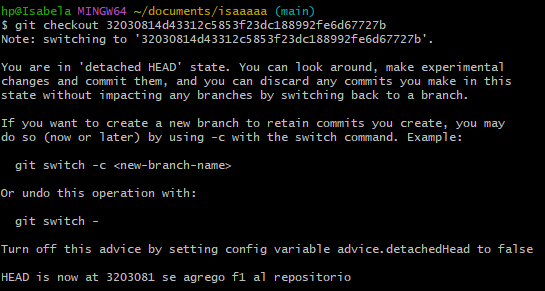 hp@Isabela MINGW64 ~/documents/isaaaaa (main)
$ git checkout 32030814d43312c5853f23dc188992fe6d67727b
Note: switching to '32030814d43312c5853f23dc188992fe6d67727b'.
You are in 'detached HEAD' state. You can look around, make experimental
changes and commit them, and you can discard any commits you make in this
state without impacting any branches by switching back to a branch.
If you want to create a new branch to retain commits you create, you may
do so (now or later) by using -c with the switch command. Example:
git switch -c <new-branch-name>
Or undo this operation with:
git switch -
Turn off this advice by setting config variable advice.detachedHead to false
HEAD is now at 3203081 se agrego f1 al repositorio